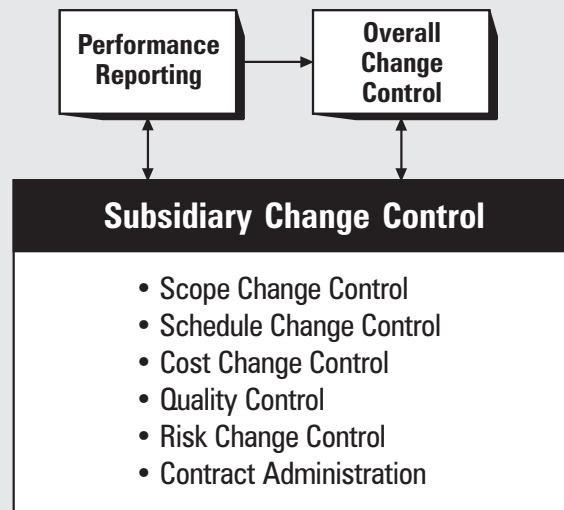 Performance
Reporting
Overall
Change
Control
Subsidiary Change Control
• Scope Change Control
• Schedule Change Control
• Cost Change Control
• Quality Control
• Risk Change Control
• Contract Administration